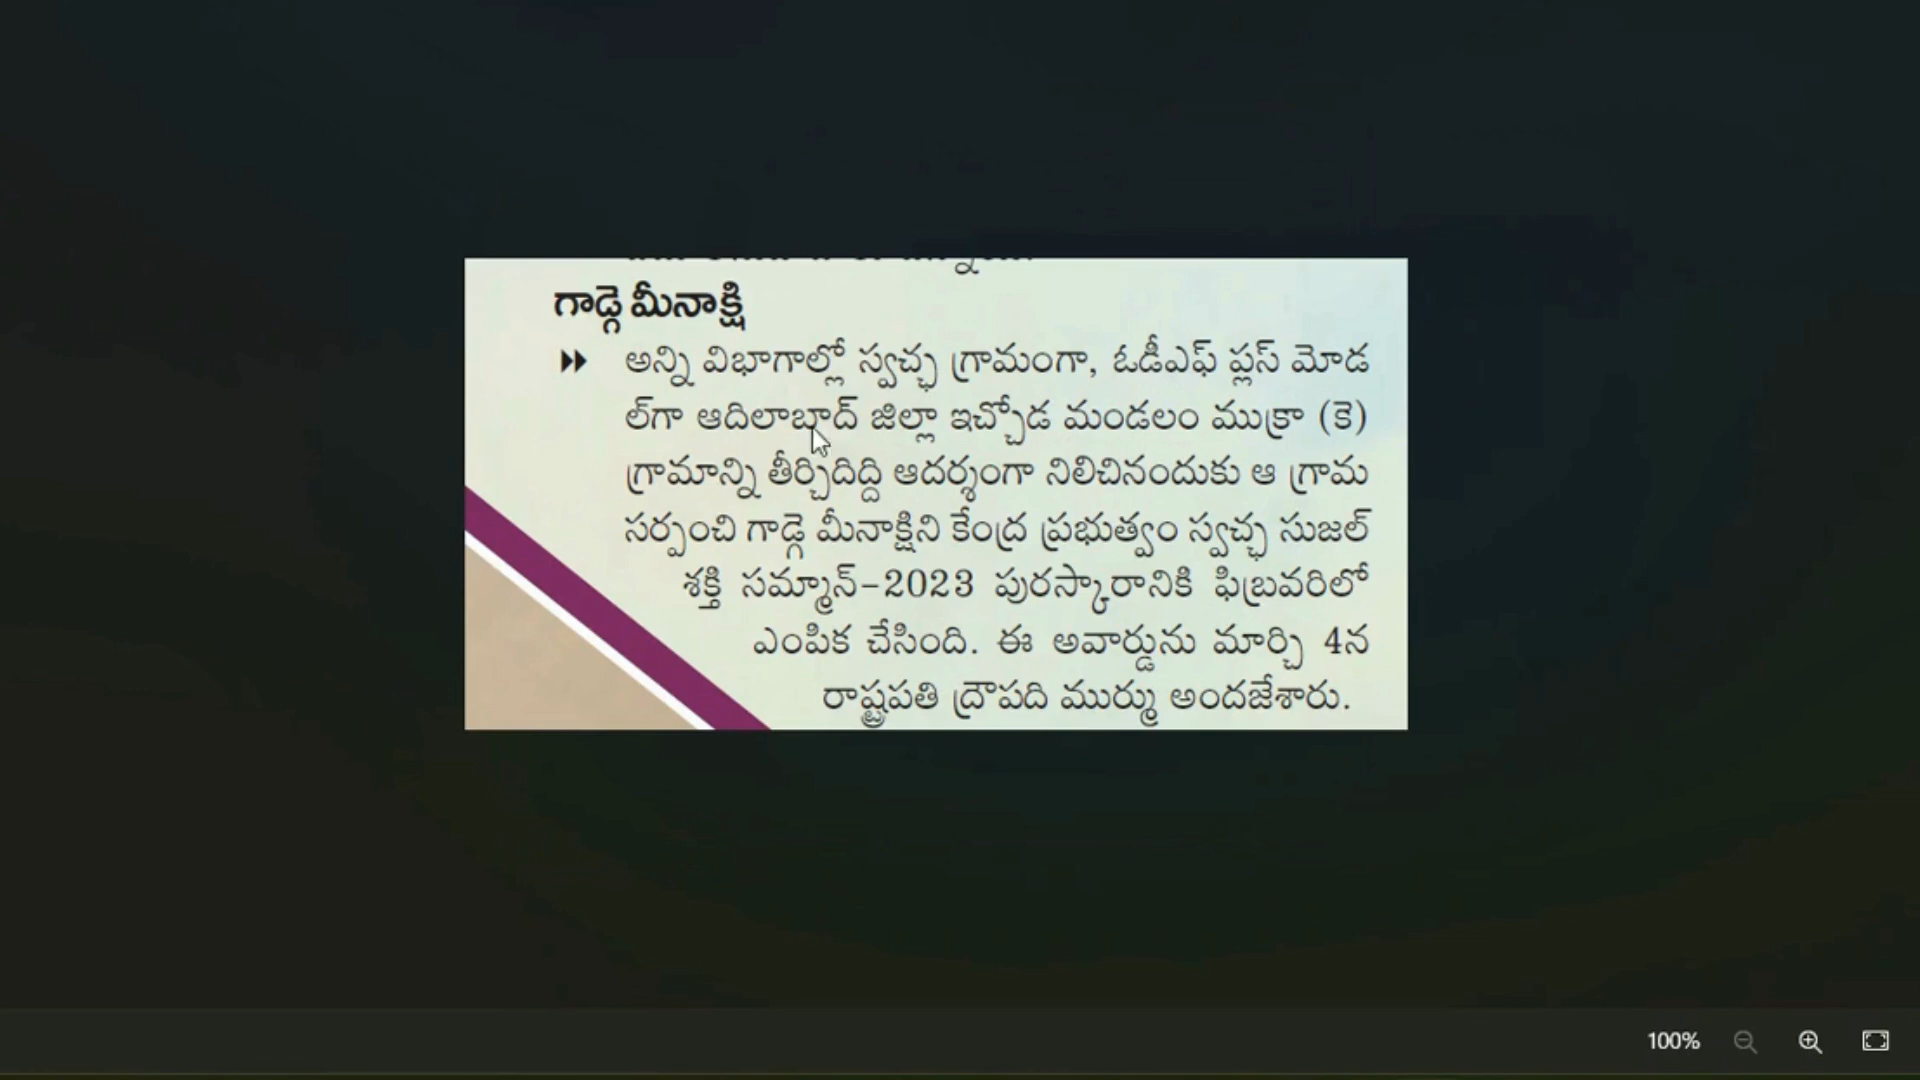 గాడ్గె మీనాక్షి
అన్ని విభాగాల్లో స్వచ్ఛ గ్రామంగా, ఓడీఎఫ్ ప్లస్ మోడ
ల్‌గా ఆదిలాబాద్ జిల్లా ఇచ్చోడ మండలం ముక్రా (కె)
గ్రామాన్ని తీర్చిదిద్ది ఆదర్శంగా నిలిచినందుకు ఆ గ్రామ
సర్పంచి గాడ్గె మీనాక్షిని కేంద్ర ప్రభుత్వం స్వచ్ఛ సుజల్
శక్తి సమ్మాన్-2023 పురస్కారానికి ఫిబ్రవరిలో
ఎంపిక చేసింది. ఈ అవార్డును మార్చి 4న
రాష్ట్రపతి ద్రౌపది ముర్ము అందజేశారు.
100%